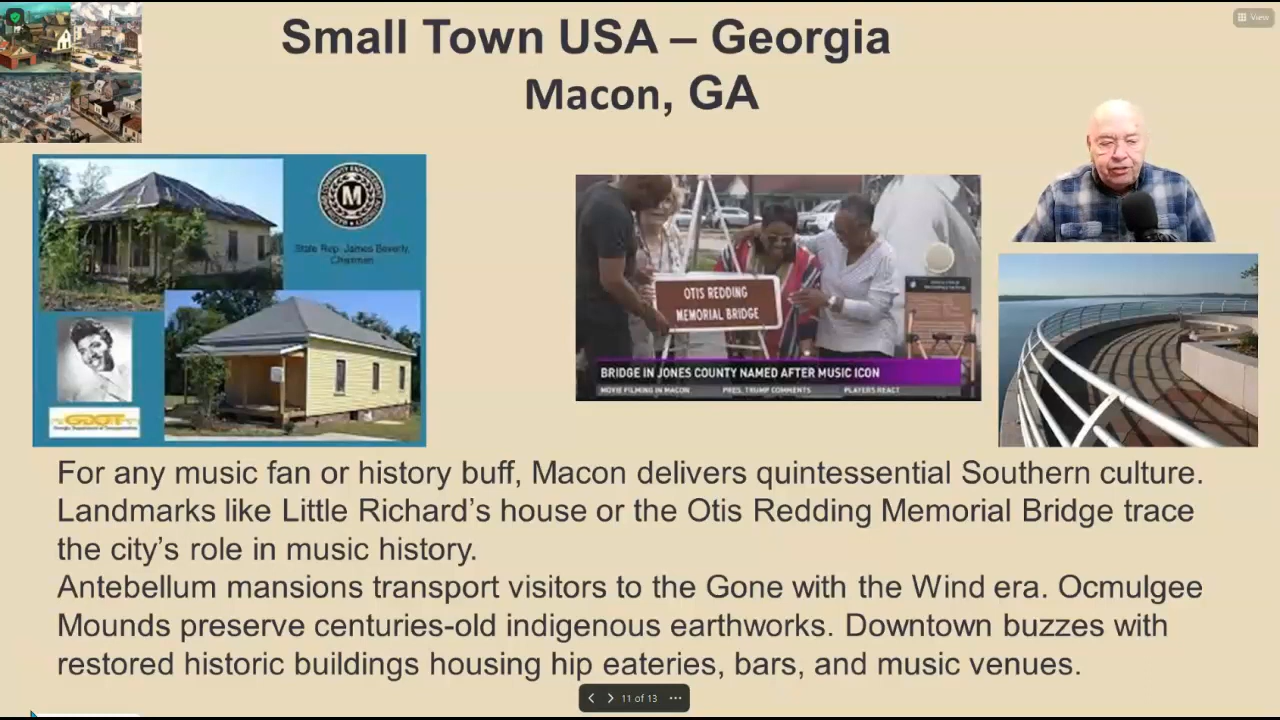 View
Small Town USA – Georgia
Macon, GA
M
State Rep. James Beverly,
Chairman
GDOT
OTIS REDDING
MEMORIAL BRIDGE
BRIDGE IN JONES COUNTY NAMED AFTER MUSIC ICON
MOVIE FILMING IN MACON PRES. TRUMP COMMENTS PLAYERS REACT
For any music fan or history buff, Macon delivers quintessential Southern culture.
Landmarks like Little Richard’s house or the Otis Redding Memorial Bridge trace
the city’s role in music history.
Antebellum mansions transport visitors to the Gone with the Wind era. Ocmulgee
Mounds preserve centuries-old indigenous earthworks. Downtown buzzes with
restored historic buildings housing hip eateries, bars, and music venues.
11 of 13